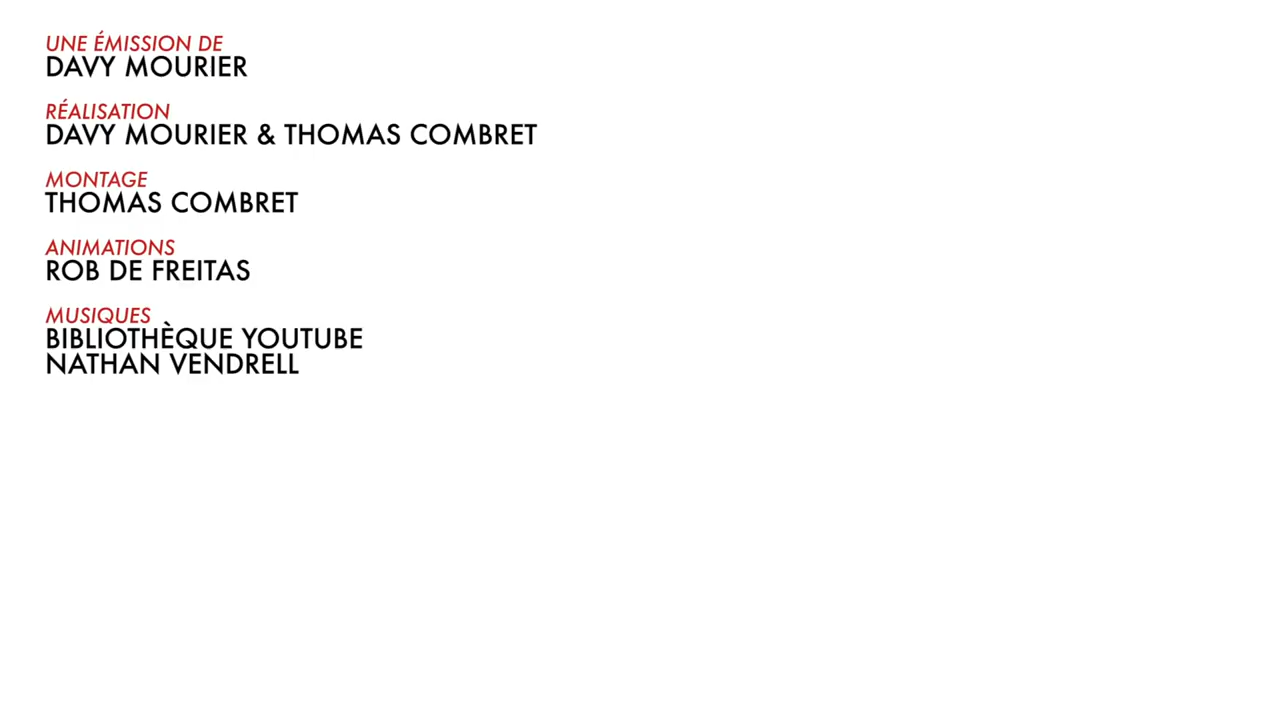 UNE ÉMISSION DE
DAVY MOURIER
RÉALISATION
DAVY MOURIER & THOMAS COMBRET
MONTAGE
THOMAS COMBRET
ANIMATIONS
ROB DE FREITAS
MUSIQUES
BIBLIOTHÈQUE YOUTUBE
NATHAN VENDRELL